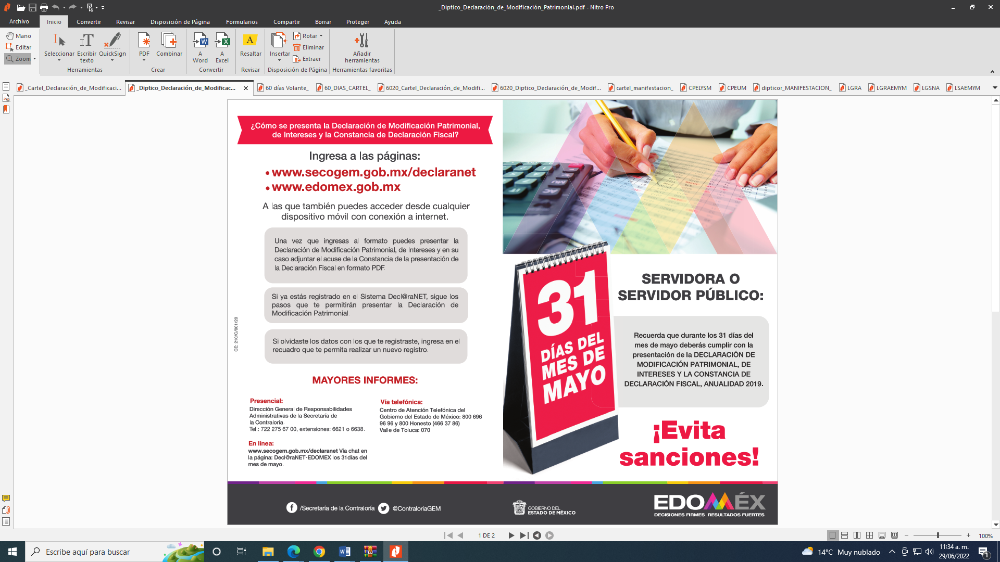 _Diptico_Declaración_de_Modificación_Patrimonial.pdf - Nitro Pro
Archivo
Inicio
Convertir
Revisar
Disposición de Página
Formularios
Compartir
Borrar
Proteger
Ayuda
Mano
Editar
Zoom
Seleccionar
Escribir
texto
QuickSign
Herramientas
PDF
Combinar
Crear
A
Word
A
Excel
Convertir
Resaltar
Revisar
Insertar
Rotar
Eliminar
Extraer
Disposición de Página
Añadir
herramientas
Herramientas favoritas
_Cartel_Declaración_de_Modificaci...
_Diptico_Declaración_de_Modificac...
60 días Volante_
60_DIAS_CARTEL_
6020_Cartel_Declaración_de_Modifi...
6020_Diptico_Declaración_de_Modif...
cartel_manifestacion_
CPELYSM
CPEUM
dipticor_MANIFESTACION_
LGRA
LGRAEMYM
LGSNA
LSAEMYM
¿Cómo se presenta la Declaración de Modificación Patrimonial,
de Intereses y la Constancia de Declaración Fiscal?
Ingresa a las páginas:
• www.secogem.gob.mx/declaranet
• www.edomex.gob.mx
A las que también puedes acceder desde cualquier
dispositivo móvil con conexión a internet.
Una vez que ingresas al formato puedes presentar la
Declaración de Modificación Patrimonial, de Intereses y en su
caso adjuntar el acuse de la Constancia de la presentación de
la Declaración Fiscal en formato PDF.
Si ya estás registrado en el Sistema Decl@raNET, sigue los
pasos que te permitirán presentar la Declaración de
Modificación Patrimonial.
Si olvidaste los datos con los que te registraste, ingresa en el
recuadro que te permita realizar un nuevo registro.
CE: 210/C/001/20
MAYORES INFORMES:
Presencial:
Dirección General de Responsabilidades
Administrativas de la Secretaría de
la Contraloría.
Tel.: 722 275 67 00, extensiones: 6621 o 6638.
Vía telefónica:
Centro de Atención Telefónica del
Gobierno del Estado de México: 800 696
96 96 y 800 Honesto (466 37 86)
Valle de Toluca: 070
En línea:
www.secogem.gob.mx/declaranet Vía chat en
la página: Decl@raNET-EDOMEX los 31días del
mes de mayo.
31
DÍAS DEL
MES DE
MAYO
SERVIDORA O
SERVIDOR PÚBLICO:
Recuerda que durante los 31 días del
mes de mayo deberás cumplir con la
presentación de la DECLARACIÓN DE
MODIFICACIÓN PATRIMONIAL, DE
INTERESES Y LA CONSTANCIA DE
DECLARACIÓN FISCAL, ANUALIDAD 2019.
¡Evita
sanciones!
/Secretaría de la Contraloría
@ContraloriaGEM
GOBIERNO DEL
ESTADO DE MÉXICO
EDOMÉX
DECISIONES FIRMES RESULTADOS FUERTES
1 DE 2
100%
Escribe aquí para buscar
14°C Muy nublado
11:34 a. m.
29/06/2022
1